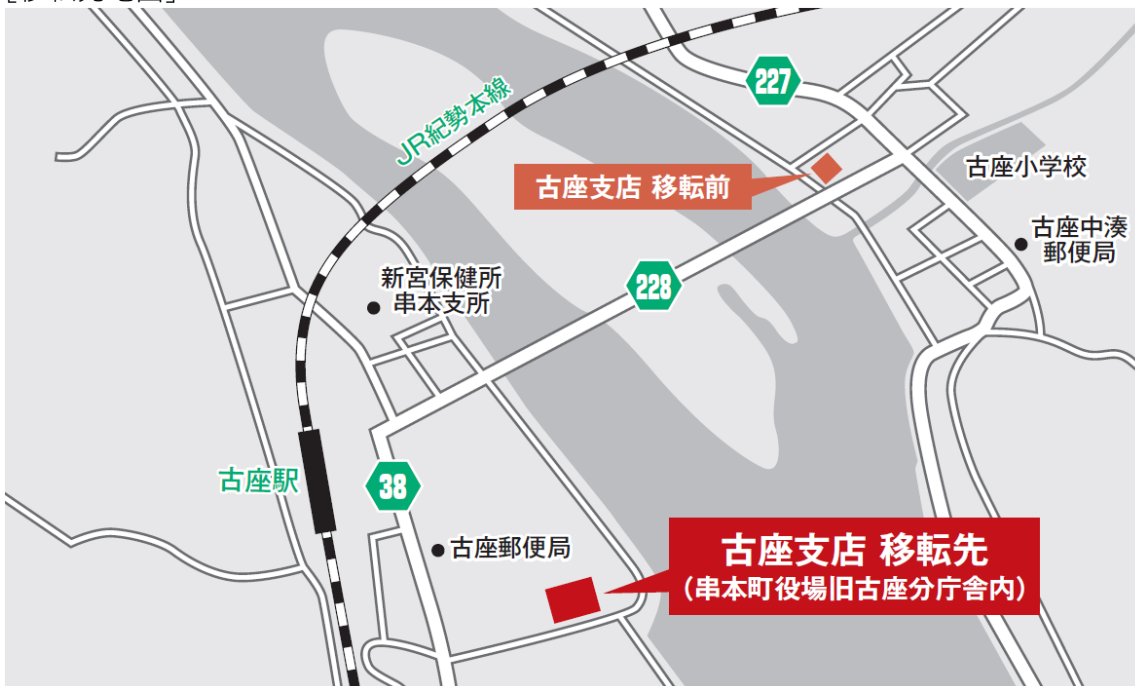 227
JR紀勢本線
古座支店 移転前
古座小学校
古座中湊
郵便局
新宮保健所
串本支所
228
古座駅
38
古座郵便局
古座支店 移転先
(串本町役場旧古座分庁舎内)